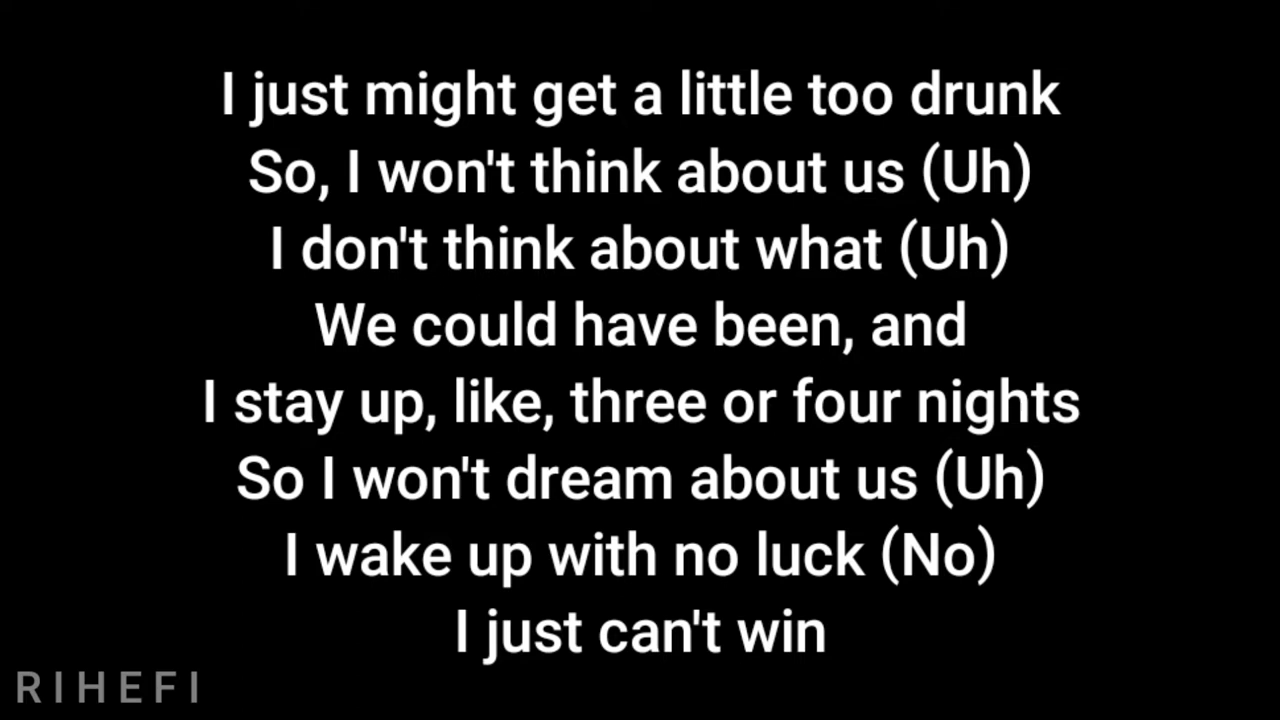 I just might get a little too drunk
So, I won't think about us (Uh)
I don't think about what (Uh)
We could have been, and
I stay up, like, three or four nights
So I won't dream about us (Uh)
I wake up with no luck (No)
I just can't win
RIHEFI